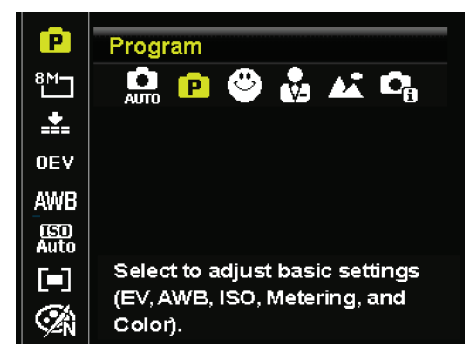 P
Program
8M
AUTO P i
0EV
AWB
ISO
Auto
Select to adjust basic settings
(EV, AWB, ISO, Metering, and
Color).
N